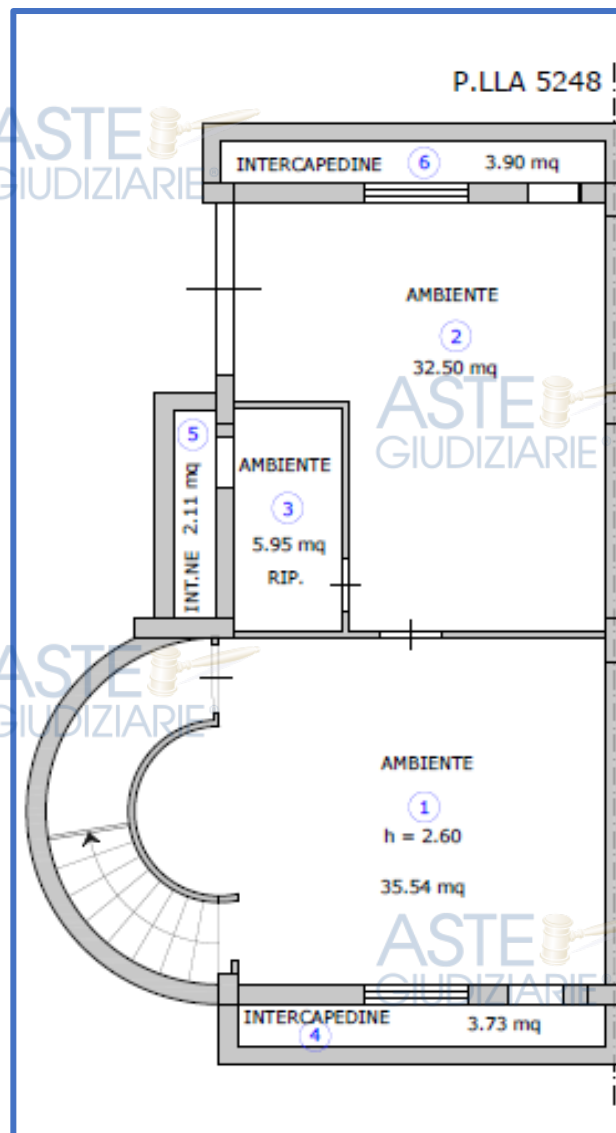 P.LLA 5248
ASTE
GIUDIZIARIE®
INTERCAPEDINE 6 3.90 mq
AMBIENTE
2
32.50 mq
ASTE
GIUDIZIARIE®
5
INT.NE 2.11 mq
AMBIENTE
3
5.95 mq
RIP.
ASTE
GIUDIZIARIE®
AMBIENTE
1
h = 2.60
35.54 mq
ASTE
GIUDIZIARIE®
INTERCAPEDINE
4
3.73 mq